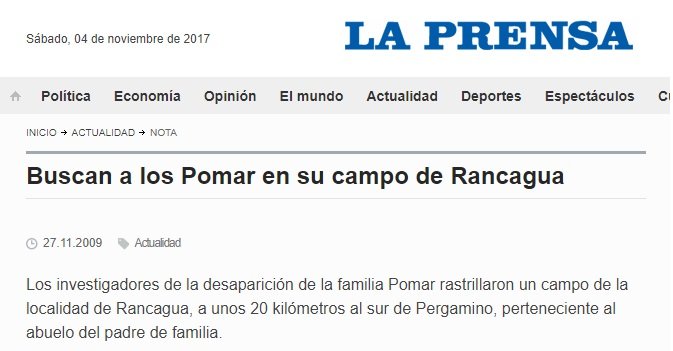 Sábado, 04 de noviembre de 2017
LA PRENSA
Política Economía Opinión El mundo Actualidad Deportes Espectáculos
INICIO → ACTUALIDAD → NOTA
Buscan a los Pomar en su campo de Rancagua
27.11.2009 Actualidad
Los investigadores de la desaparición de la familia Pomar rastrillaron un campo de la
localidad de Rancagua, a unos 20 kilómetros al sur de Pergamino, perteneciente al
abuelo del padre de familia.